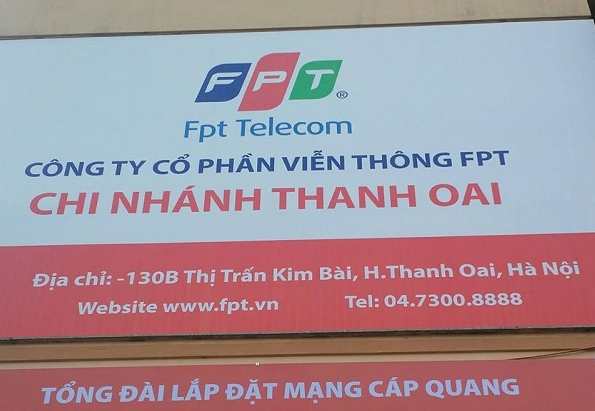 FPT®
Fpt Telecom
CÔNG TY CỔ PHẦN VIỄN THÔNG FPT
CHI NHÁNH THANH OAI
Địa chỉ: -130B Thị Trấn Kim Bài, H.Thanh Oai, Hà Nội
Website www.fpt.vn Tel: 04.7300.8888
TỔNG ĐÀI LẮP ĐẶT MẠNG CÁP QUANG